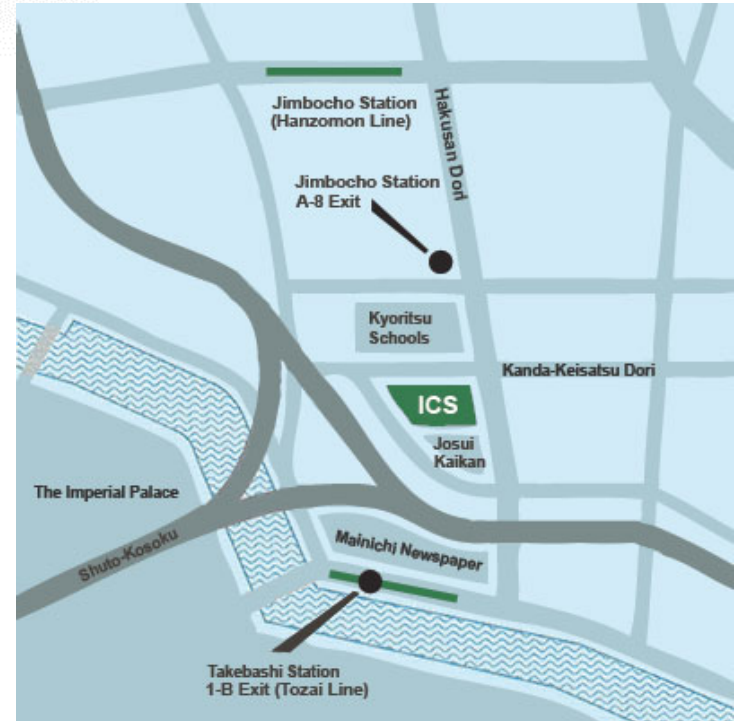 Jimbocho Station
(Hanzomon Line)
Hakusan Dori
Jimbocho Station
A-8 Exit
Kyoritsu
Schools
Kanda-Keisatsu Dori
ICS
Josui
Kaikan
The Imperial Palace
Mainichi Newspaper
Shuto-Kosoku
Takebashi Station
1-B Exit (Tozai Line)